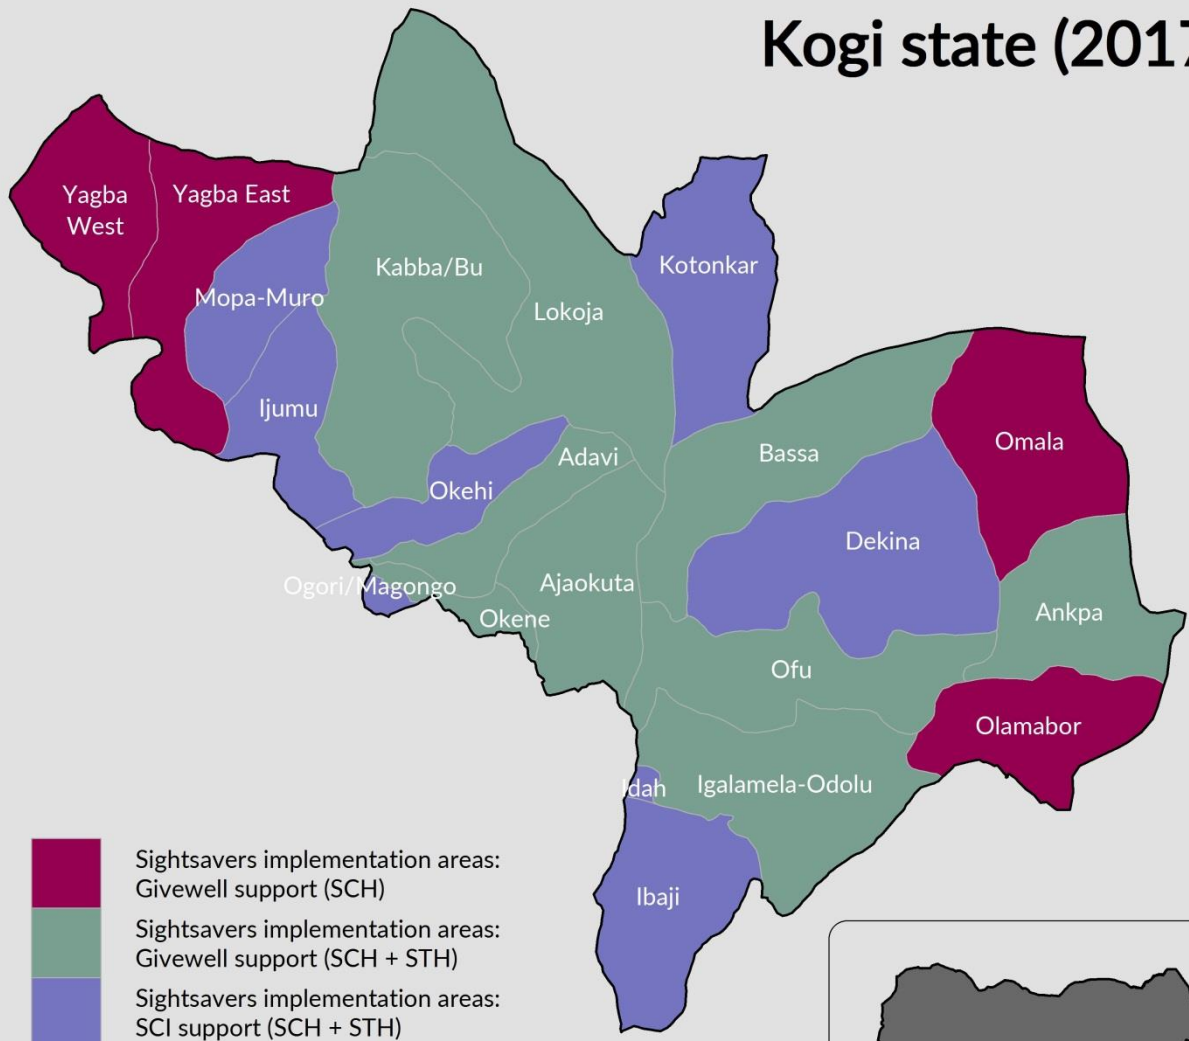 Kogi state (2017
Yagba
West
Yagba East
Kabba/Bu
Kotonkar
Mopa-Muro
Lokoja
Ijumu
Omala
Adavi
Bassa
Okehi
Dekina
Ogori/Magongo
Ajaokuta
Okene
Ankpa
Ofu
Olamabor
Idah
Igalamela-Odolu
Ibaji
Sightsavers implementation areas:
Givewell support (SCH)
Sightsavers implementation areas:
Givewell support (SCH + STH)
Sightsavers implementation areas:
SCI support (SCH + STH)